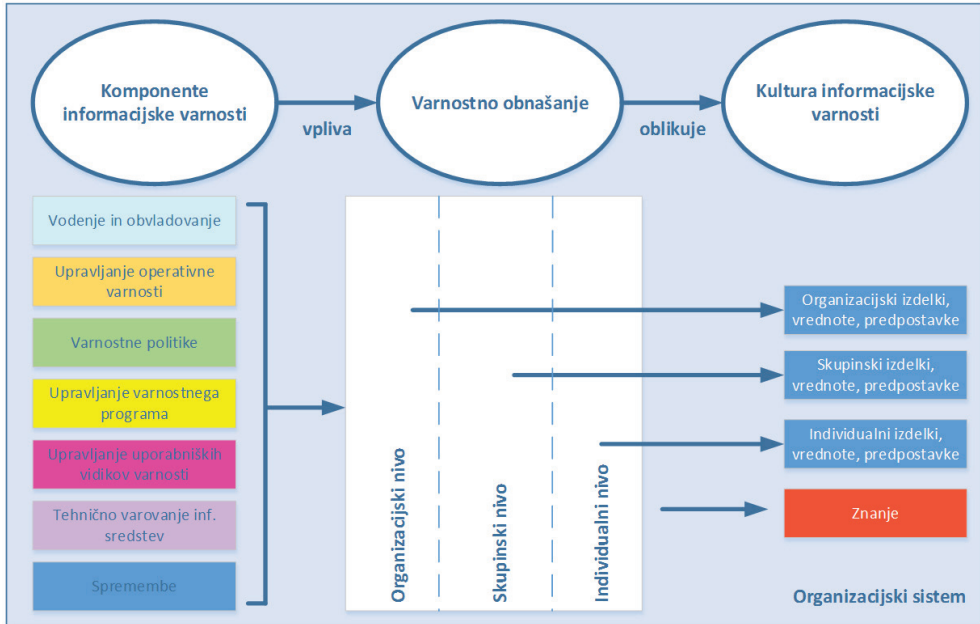 Komponente
informacijske varnosti
vpliva
Varnostno obnašanje
oblikuje
Kultura informacijske
varnosti
Vodenje in obvladovanje
Upravljanje operativne
varnosti
Varnostne politike
Upravljanje varnostnega
programa
Upravljanje uporabniških
vidikov varnosti
Tehnično varovanje inf.
sredstev
Spremembe
Organizacijski nivo
Skupinski nivo
Individualni nivo
Organizacijski izdelki,
vrednote, predpostavke
Skupinski izdelki,
vrednote, predpostavke
Individualni izdelki,
vrednote, predpostavke
Znanje
Organizacijski sistem